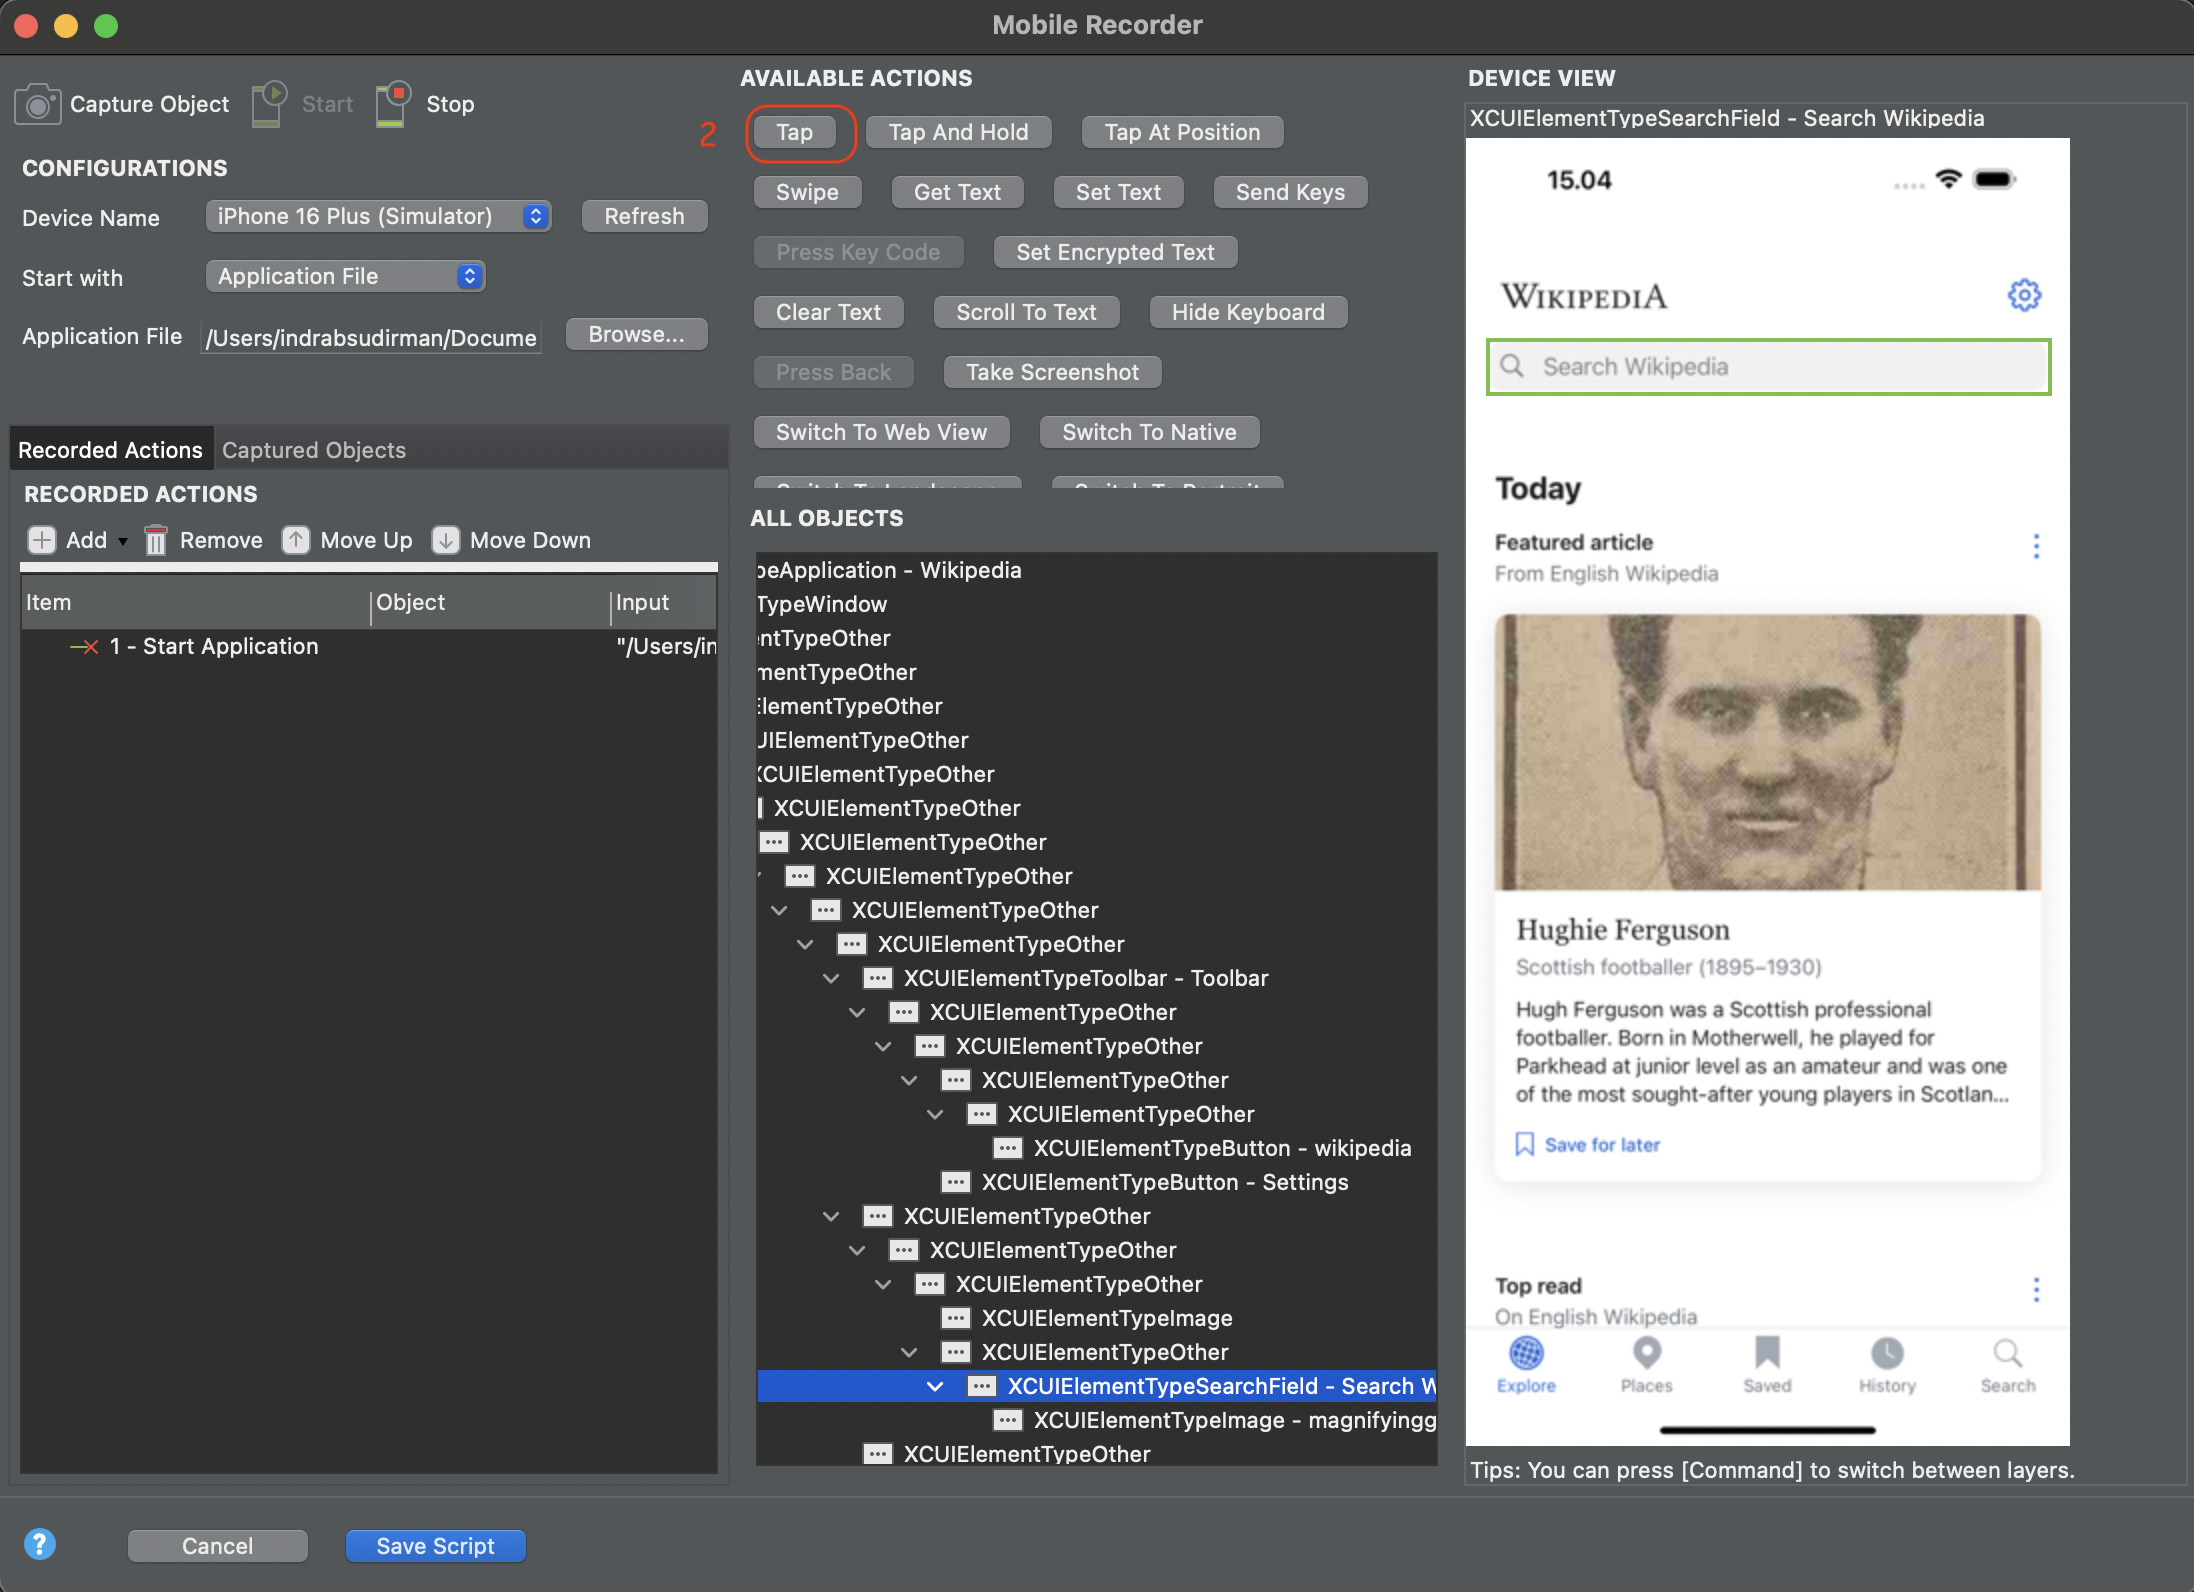 Mobile Recorder
Capture Object
Start
Stop
CONFIGURATIONS
Device Name
iPhone 16 Plus (Simulator)
Refresh
Start with
Application File
Application File
/Users/indrabsudirman/Docume
Browse...
Recorded Actions
Captured Objects
RECORDED ACTIONS
Add
Remove
Move Up
Move Down
Item
Object
Input
1 - Start Application
"/Users/in
Cancel
Save Script
AVAILABLE ACTIONS
2
Tap
Tap And Hold
Tap At Position
Swipe
Get Text
Set Text
Send Keys
Press Key Code
Set Encrypted Text
Clear Text
Scroll To Text
Hide Keyboard
Press Back
Take Screenshot
Switch To Web View
Switch To Native
Switch To Landscape
Switch To Portrait
ALL OBJECTS
peApplication - Wikipedia
TypeWindow
entTypeOther
mentTypeOther
ElementTypeOther
UIElementTypeOther
XCUIElementTypeOther
XCUIElementTypeOther
XCUIElementTypeOther
XCUIElementTypeOther
XCUIElementTypeOther
XCUIElementTypeOther
XCUIElementTypeToolbar - Toolbar
XCUIElementTypeOther
XCUIElementTypeOther
XCUIElementTypeOther
XCUIElementTypeOther
XCUIElementTypeButton - wikipedia
XCUIElementTypeButton - Settings
XCUIElementTypeOther
XCUIElementTypeOther
XCUIElementTypeOther
XCUIElementTypeImage
XCUIElementTypeOther
XCUIElementTypeSearchField - Search W
XCUIElementTypeImage - magnifyingg
XCUIElementTypeOther
DEVICE VIEW
XCUIElementTypeSearchField - Search Wikipedia
15.04
WIKIPEDIA
Search Wikipedia
Today
Featured article
From English Wikipedia
Hughie Ferguson
Scottish footballer (1895–1930)
Hugh Ferguson was a Scottish professional
footballer. Born in Motherwell, he played for
Parkhead at junior level as an amateur and was one
of the most sought-after young players in Scotlan...
Save for later
Top read
On English Wikipedia
Explore
Places
Saved
History
Search
Tips: You can press [Command] to switch between layers.